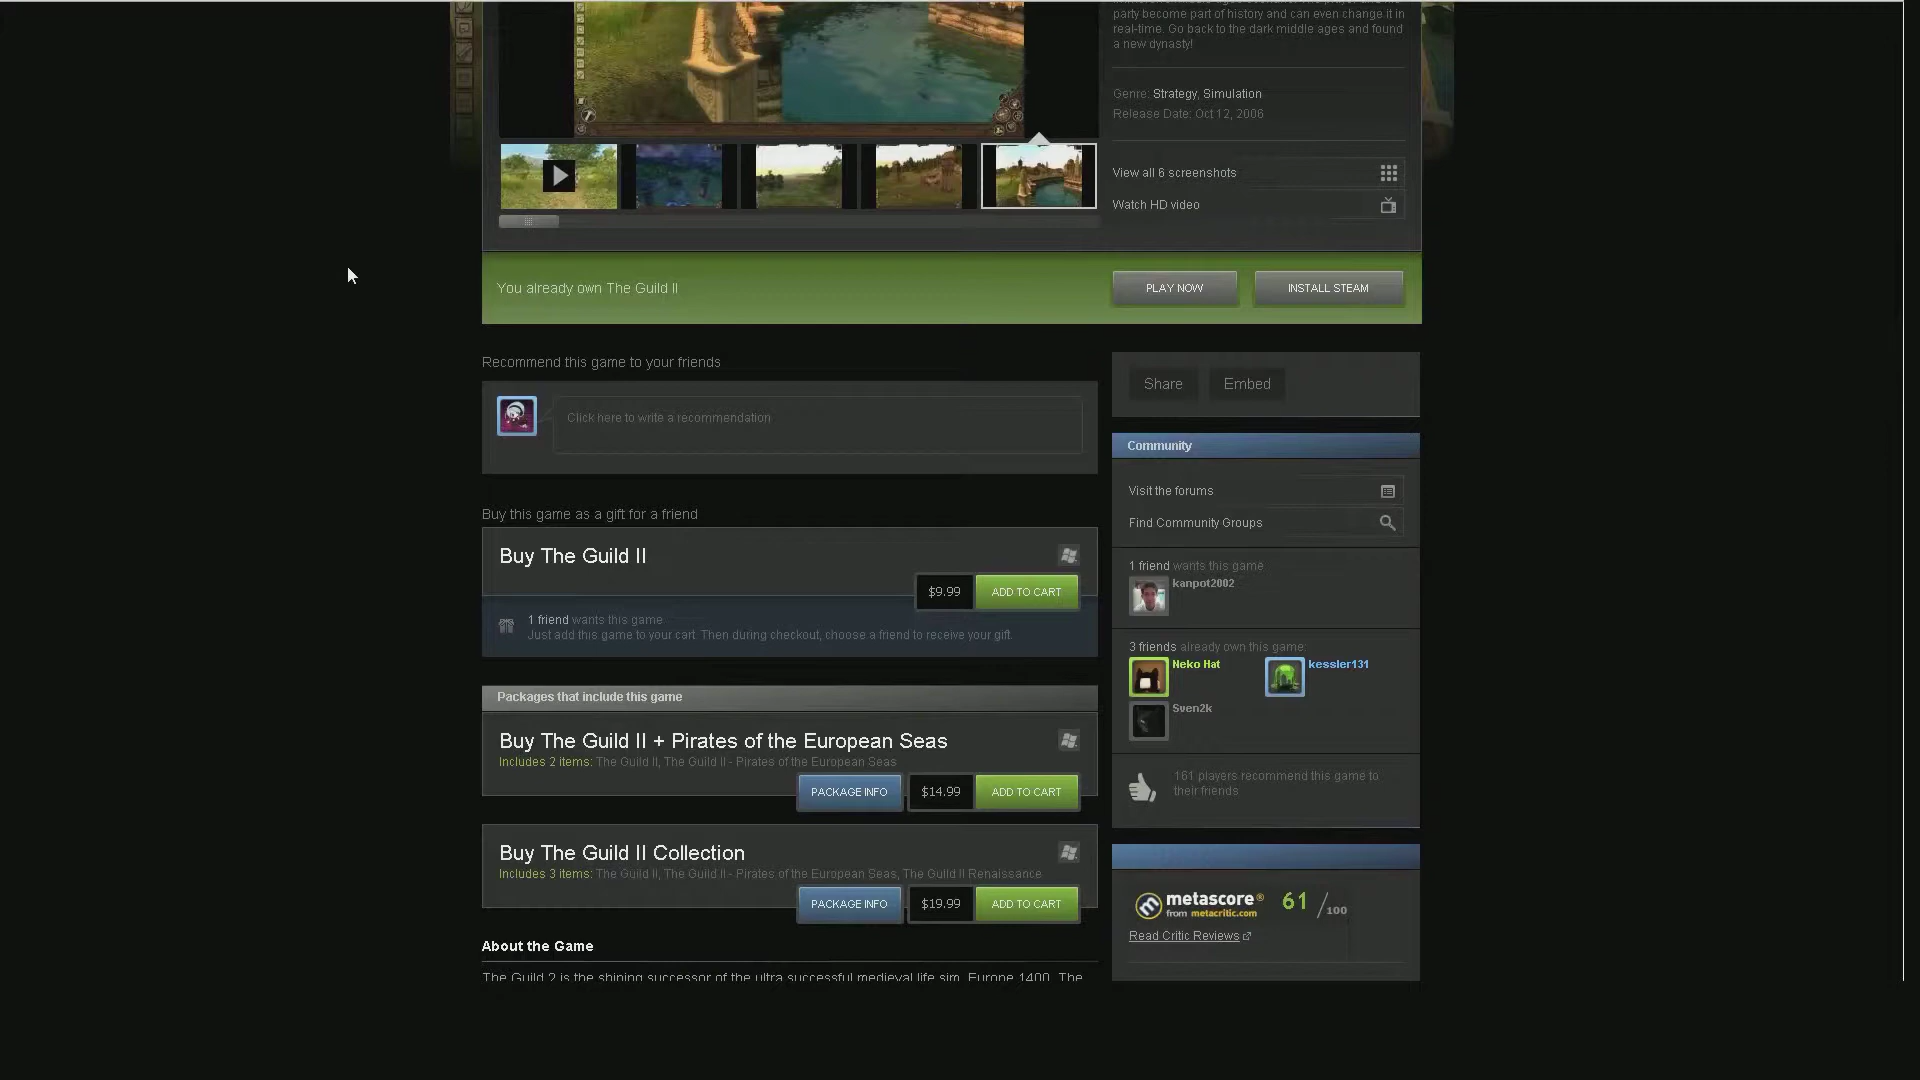 party become part of history and can even change it in
real-time. Go back to the dark middle ages and found
a new dynasty!
Genre: Strategy, Simulation
Release Date: Oct 12, 2006
View all 6 screenshots
Watch HD video
You already own The Guild II
PLAY NOW
INSTALL STEAM
Recommend this game to your friends
Click here to write a recommendation
Share
Embed
Community
Visit the forums
Find Community Groups
1 friend wants this game
kanpot2002
3 friends already own this game:
Neko Hat
kessler131
Sven2k
161 players recommend this game to
their friends
metascore®
from metacritic.com
61 /100
Read Critic Reviews
Buy this game as a gift for a friend
Buy The Guild II
$9.99
ADD TO CART
1 friend wants this game
Just add this game to your cart. Then during checkout, choose a friend to receive your gift.
Packages that include this game
Buy The Guild II + Pirates of the European Seas
Includes 2 items: The Guild II, The Guild II - Pirates of the European Seas
PACKAGE INFO
$14.99
ADD TO CART
Buy The Guild II Collection
Includes 3 items: The Guild II, The Guild II - Pirates of the European Seas, The Guild II Renaissance
PACKAGE INFO
$19.99
ADD TO CART
About the Game
The Guild 2 is the shining successor of the ultra successful medieval life sim. Europe 1400. The